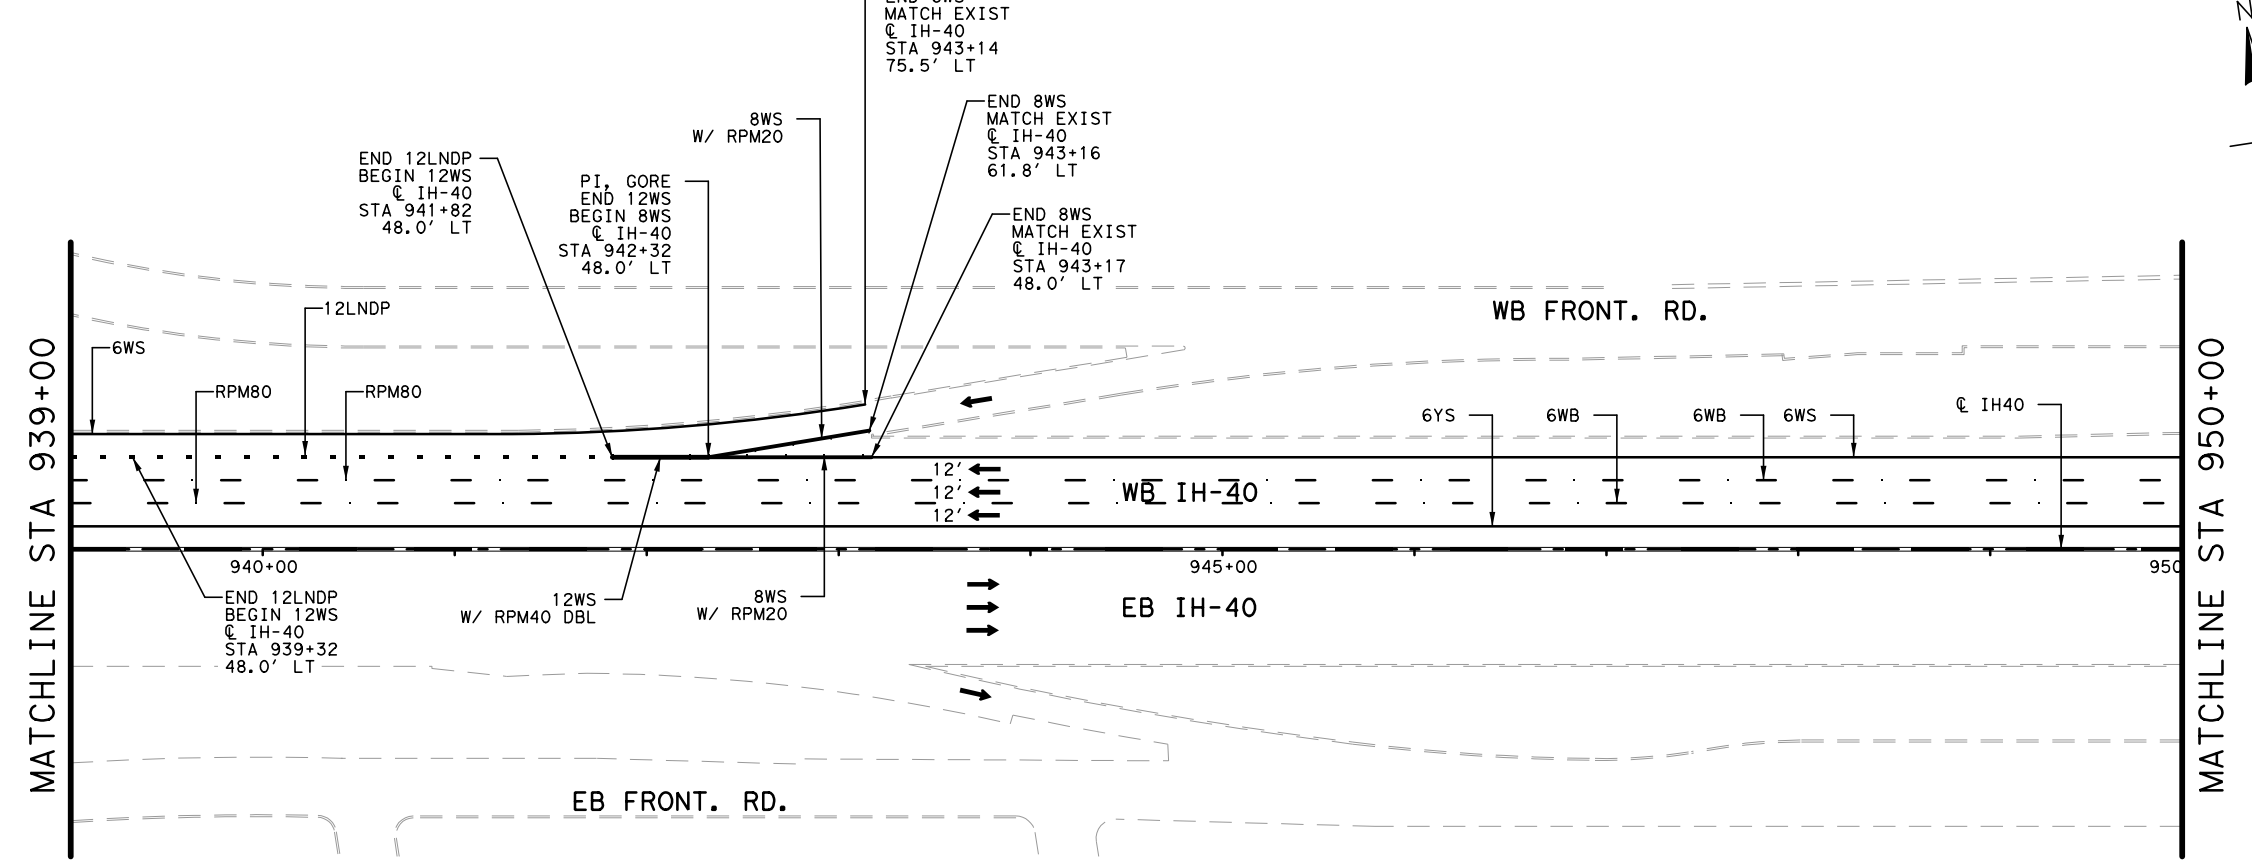 MATCH EXIST
℄ IH-40
STA 943+14
75.5' LT
N
END 8WS
MATCH EXIST
℄ IH-40
STA 943+16
61.8' LT
8WS
W/ RPM20
END 12LNDP
BEGIN 12WS
℄ IH-40
STA 941+82
48.0' LT
PI, GORE
END 12WS
BEGIN 8WS
℄ IH-40
STA 942+32
48.0' LT
END 8WS
MATCH EXIST
℄ IH-40
STA 943+17
48.0' LT
12LNDP
WB FRONT. RD.
6WS
RPM80
RPM80
6YS
6WB
6WB
6WS
℄ IH40
12'
12'
12'
WB IH-40
940+00
945+00
950
END 12LNDP
BEGIN 12WS
℄ IH-40
STA 939+32
48.0' LT
12WS
W/ RPM40 DBL
8WS
W/ RPM20
EB IH-40
EB FRONT. RD.
MATCHLINE STA 939+00
MATCHLINE STA 950+00